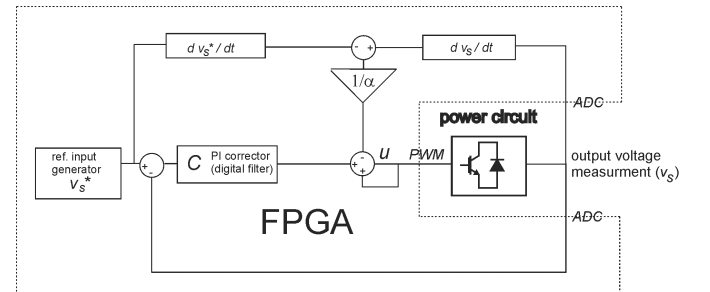 d vs*/ dt
- +
d vs / dt
1/α
ADC
power circuit
ref. input
generator
vs*
+ -
C PI corrector
(digital filter)
+ - +
u
PWM
output voltage
measurment (vs)
ADC
FPGA